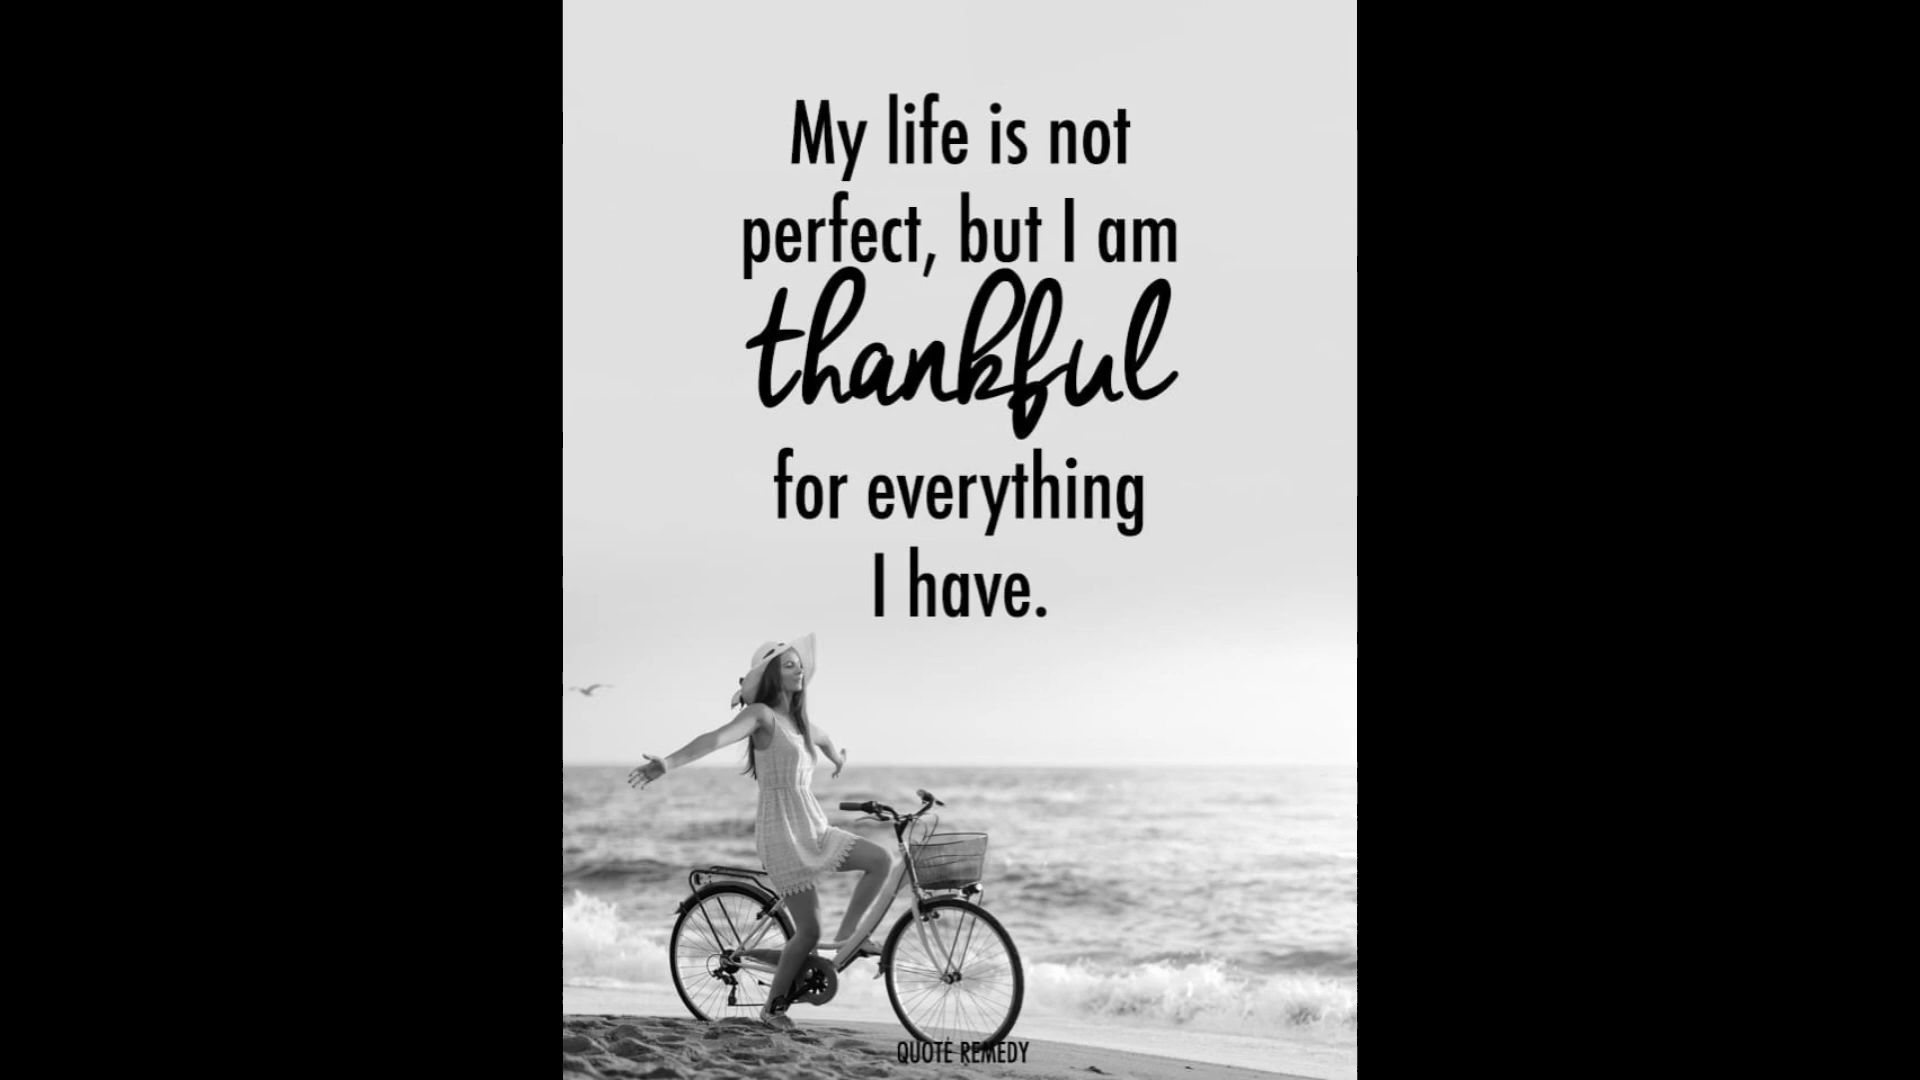 My life is not
perfect, but I am
thankful
for everything
I have.
QUOTE REMEDY